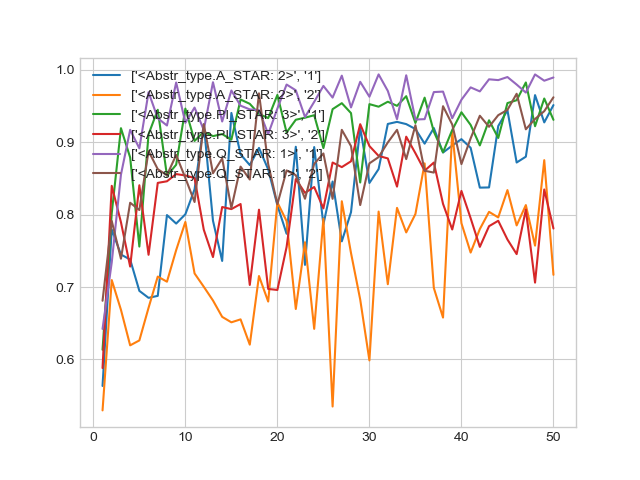 1.0
0.9
0.8
0.7
0.6
['<Abstr_type.A_STAR: 2>', '1']
['<Abstr_type.A_STAR: 2>', '2']
['<Abstr_type.PI_STAR: 3>', '1']
['<Abstr_type.PI_STAR: 3>', '2']
['<Abstr_type.Q_STAR: 1>', '1']
['<Abstr_type.Q_STAR: 1>', '2']
0 10 20 30 40 50